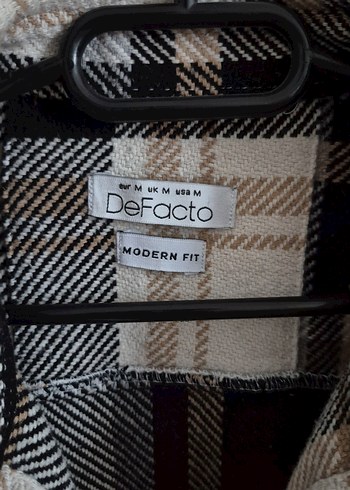 eur M uk M usa M
DeFacto
MODERN FIT